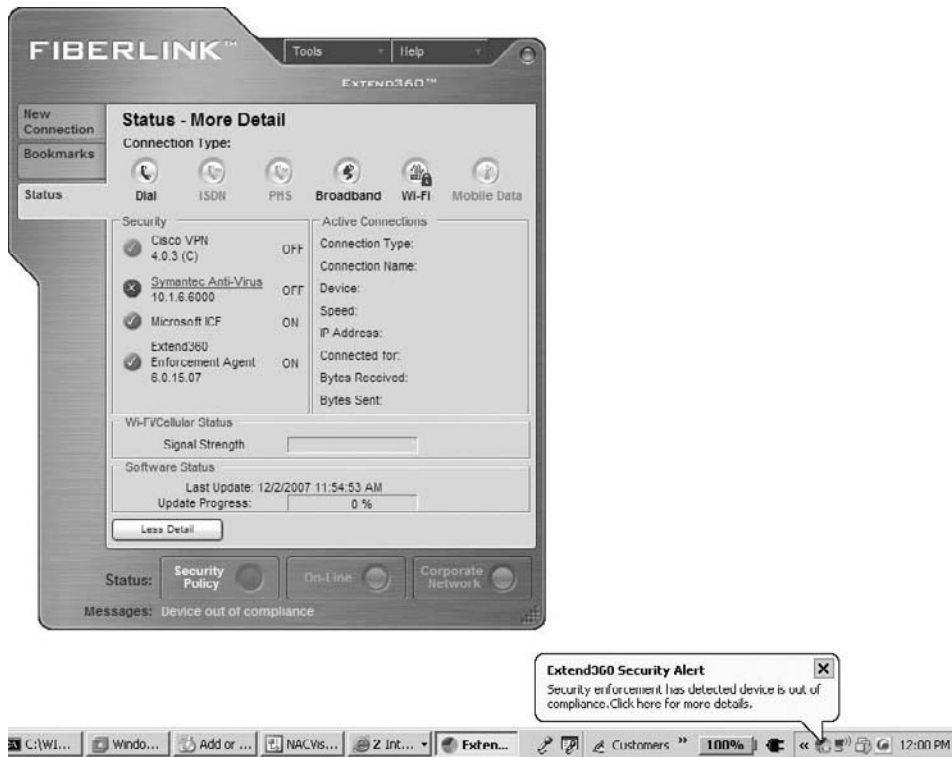 FIBERLINK™
Tools
Help
EXTEND360™
New
Connection
Bookmarks
Status
Status - More Detail
Connection Type:
Dial
ISDN
PHS
Broadband
Wi-Fi
Mobile Data
Security
Cisco VPN
4.0.3 (C)
OFF
Symantec Anti-Virus
10.1.6.6000
OFF
Microsoft ICF
ON
Extend360
Enforcement Agent
6.0.15.07
ON
Active Connections
Connection Type:
Connection Name:
Device:
Speed:
IP Address:
Connected for:
Bytes Received:
Bytes Sent:
Wi-Fi/Cellular Status
Signal Strength
Software Status
Last Update: 12/2/2007 11:54:53 AM
Update Progress:
0 %
Less Detail
Status:
Security
Policy
On-Line
Corporate
Network
Messages: Device out of compliance
Extend360 Security Alert
Security enforcement has detected device is out of
compliance.Click here for more details.
C:\WI...
Windo...
Add or ...
NACVis...
Z Int...
Exten...
Customers »
100%
«
12:00 PM